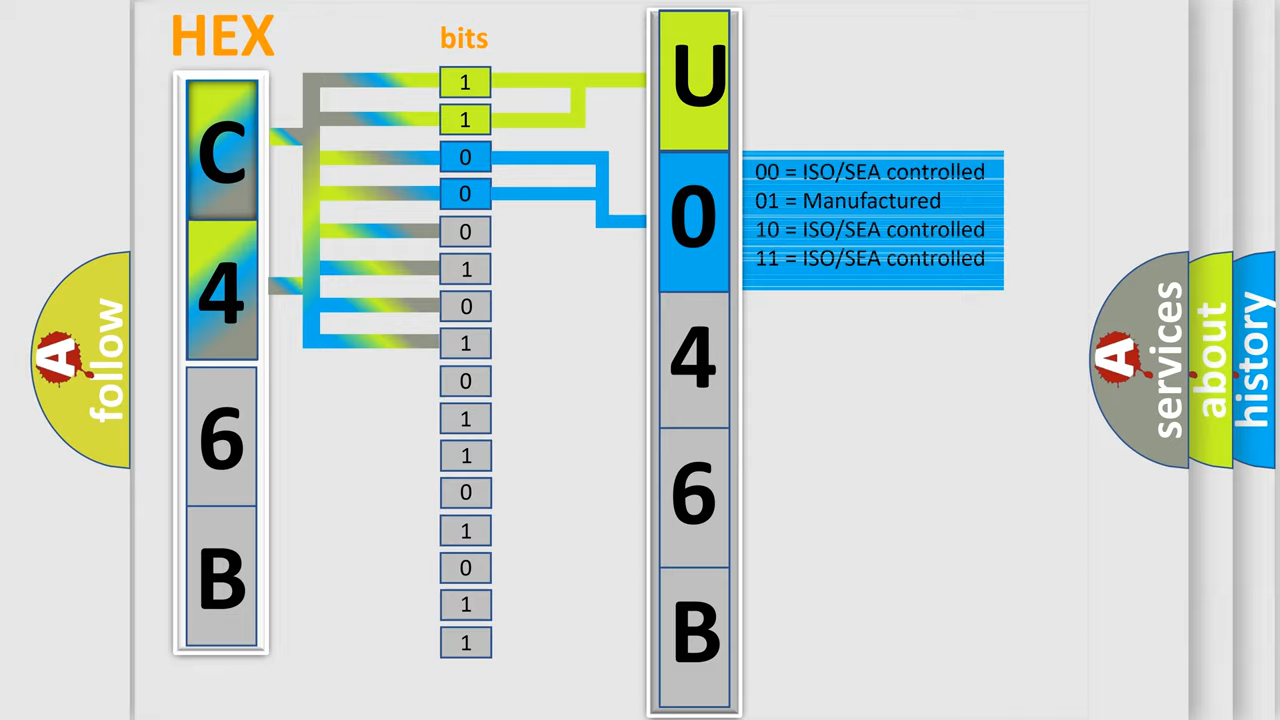 HEX
bits
C
4
6
B
1
1
0
0
0
1
0
1
0
1
1
0
1
0
1
1
U
0
4
6
B
00 = ISO/SEA controlled
01 = Manufactured
10 = ISO/SEA controlled
11 = ISO/SEA controlled
A
follow
A
services
about
history